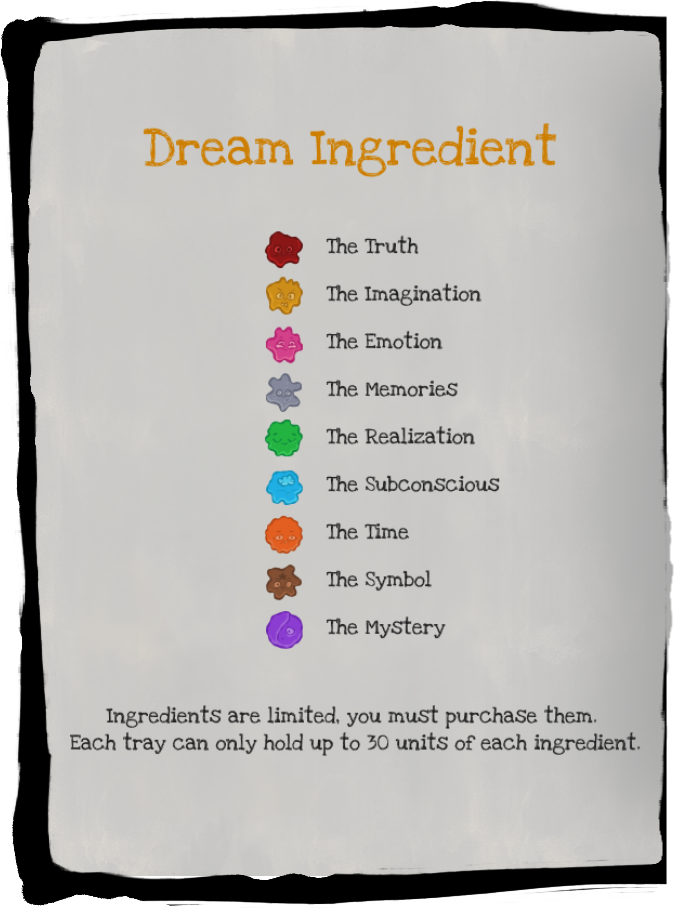 Dream Ingredient
The Truth
The Imagination
The Emotion
The Memories
The Realization
The Subconscious
The Time
The Symbol
The Mystery
Ingredients are limited, you must purchase them.
Each tray can only hold up to 30 units of each ingredient.